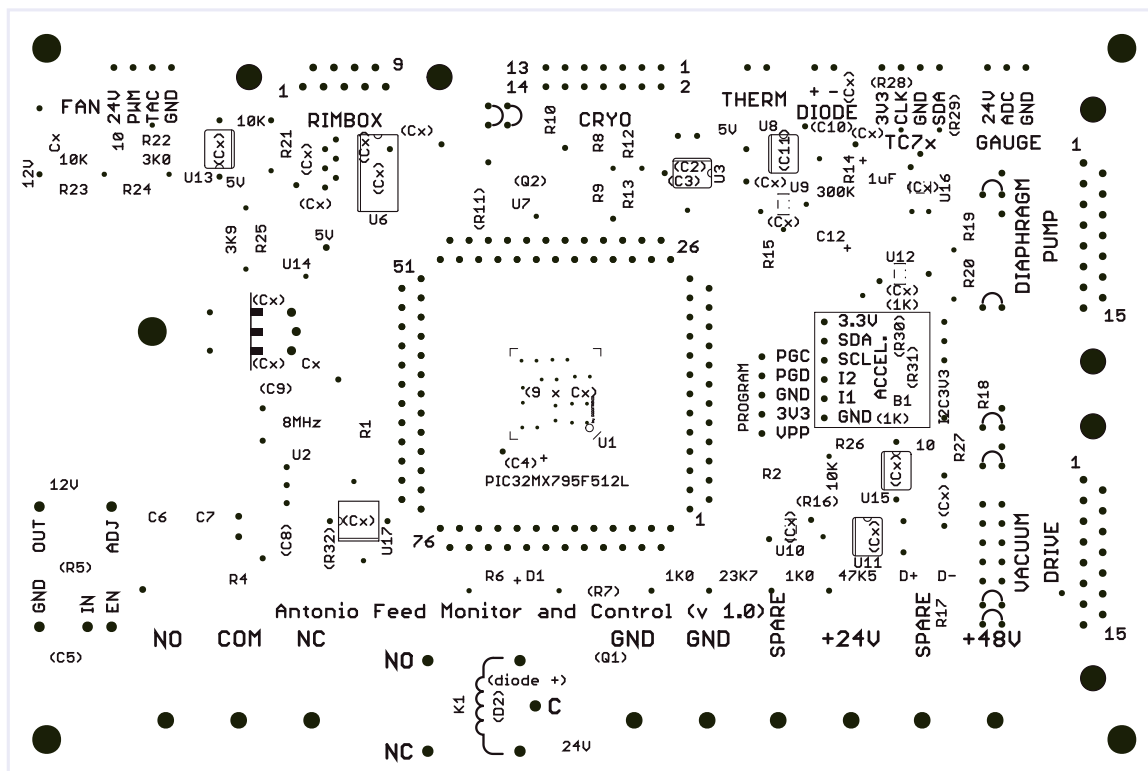 9
1
13
14
1
2
FAN
24V
PWM
TAC
GND
Cx
10
R22
3K0
10K
12V
R23
R24
U13
(Cx)
5V
10K
R21
RIMBOX
(Cx)
(Cx)
(Cx)
(Cx)
(Cx)
U6
3K9
R25
5V
U14
R10
CRYO
R8
R12
R9
R13
(Q2)
U7
(R11)
(C2)
(C3)
U3
5V
THERM
+ -
DIODE
(Cx)
U8
(C10)
(C11)
(Cx)
(Cx)
U9
300K
R14
+
1uF
(Cx)
R15
C12
+
(R28)
3V3
CLK
GND
SDA
(R29)
TC7x
(Cx)
U16
24V
ADC
GND
GAUGE
1
R19
R20
DIAPHRAGM
PUMP
15
U12
(Cx)
(1K)
51
26
(Cx)
(Cx)
Cx
(C9)
8MHz
R1
U2
(9 x Cx)
U1
(C4)
+
PIC32MX795F512L
76
1
PROGRAM
PGC
PGD
GND
3V3
VPP
3.3V
SDA
SCL
I2
I1
GND
ACCEL.
(R30)
(R31)
B1
(1K)
I2C3V3
R18
R26
10
R27
R2
10K
(Cx)
U15
(R16)
(Cx)
(Cx)
U10
(Cx)
U11
1
VACUUM
DRIVE
15
12V
OUT
ADJ
C6
C7
(C8)
(R32)
(Cx)
U17
(R5)
GND
IN
EN
R4
(C5)
R6
+
D1
(R7)
1K0
23K7
1K0
47K5
D+
D-
Antonio Feed Monitor and Control (v 1.0)
NO
COM
NC
GND
GND
SPARE
+24V
SPARE
R17
+48V
NO
(Q1)
(diode +)
K1
(D2)
C
NC
24V